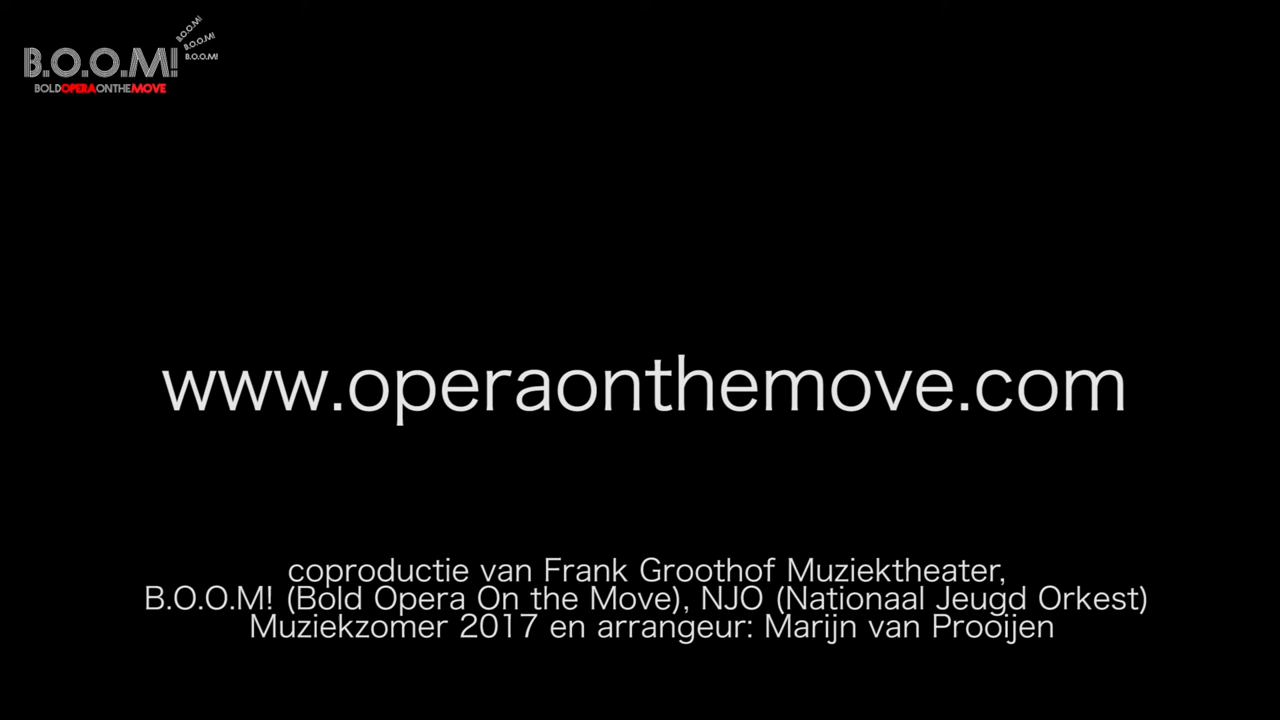 B.O.O.M!
B.O.O.M!
B.O.O.M!
B.O.O.M!
BOLDOPERAONTHEMOVE
www.operaonthemove.com
coproductie van Frank Groothof Muziektheater,
B.O.O.M! (Bold Opera On the Move), NJO (Nationaal Jeugd Orkest)
Muziekzomer 2017 en arrangeur: Marijn van Prooijen